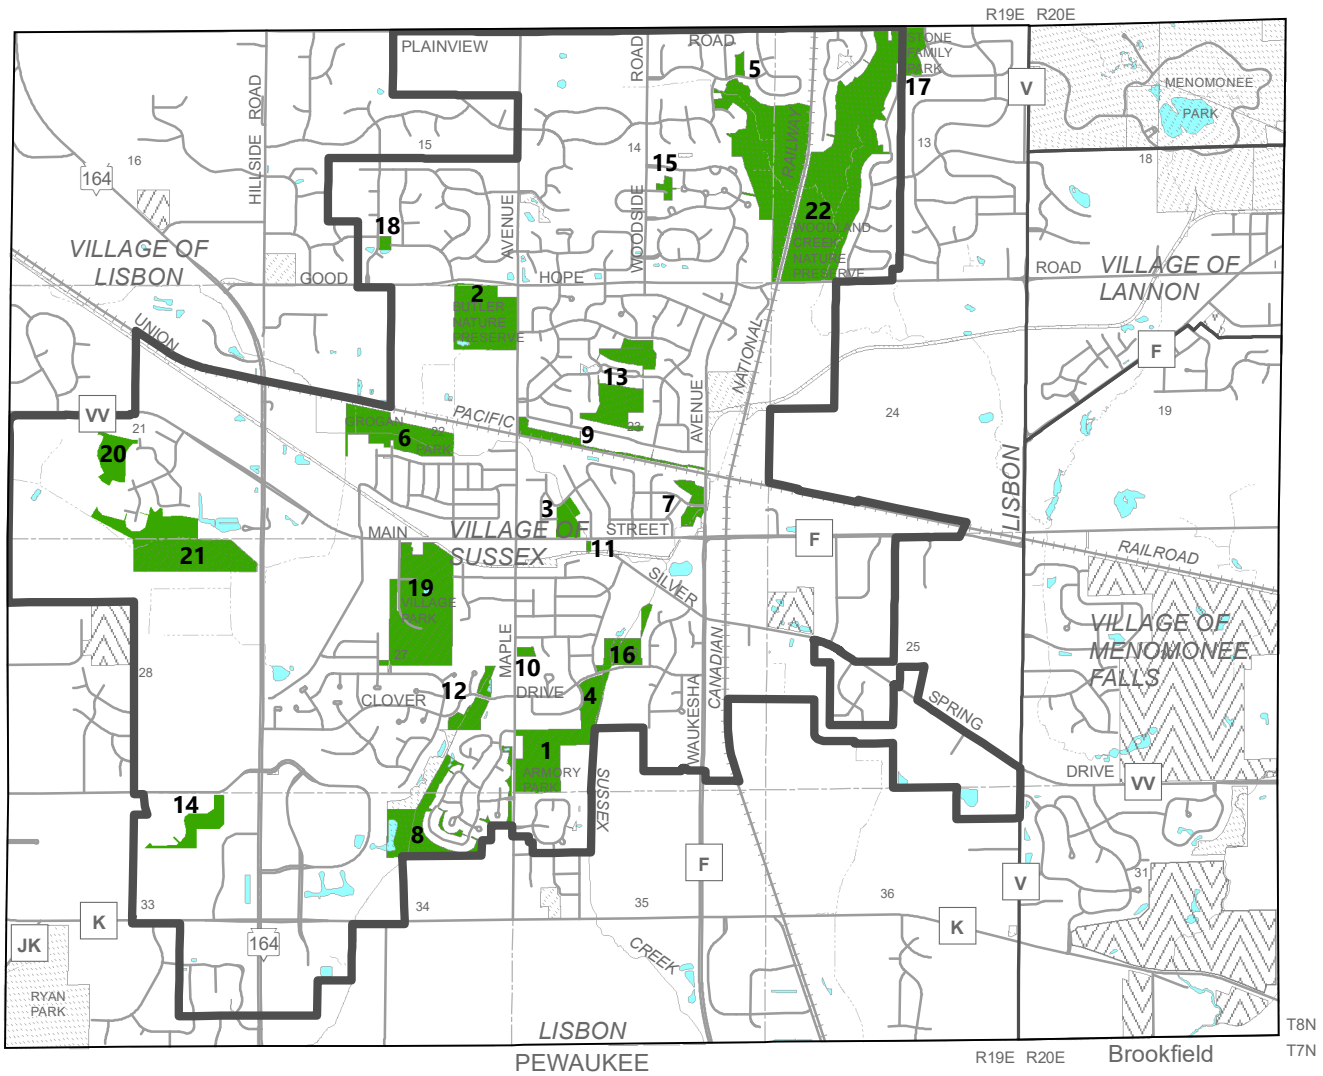 R19E R20E
PLAINVIEW
ROAD
ROAD
STONE
FAMILY
PARK
5
17
V
MENOMONEE
PARK
HILLSIDE ROAD
16
15
14
13
18
164
15
RAILWAY
18
AVENUE
WOODSIDE
22
WOODLAND
CREEK
NATURE
PRESERVE
VILLAGE OF
LISBON
GOOD
HOPE
ROAD
VILLAGE OF
LANNON
2
BUTLER
NATURE
PRESERVE
UNION
NATIONAL
F
13
PACIFIC
AVENUE
VV
21
GROGAN
PARK
22
6
9
23
24
19
20
LISBON
3
7
MAIN
STREET
VILLAGE OF
SUSSEX
F
21
11
RAILROAD
SILVER
19
VILLAGE
PARK
27
VILLAGE OF
MENOMONEE
FALLS
MAPLE
16
25
28
10
CANADIAN
12
CLOVER
DRIVE
4
WAUKESHA
SPRING
1
ARMORY
PARK
SUSSEX
DRIVE
VV
14
8
F
V
31
33
34
35
36
K
K
JK
164
CREEK
RYAN
PARK
LISBON
PEWAUKEE
R19E R20E
Brookfield
T8N
T7N